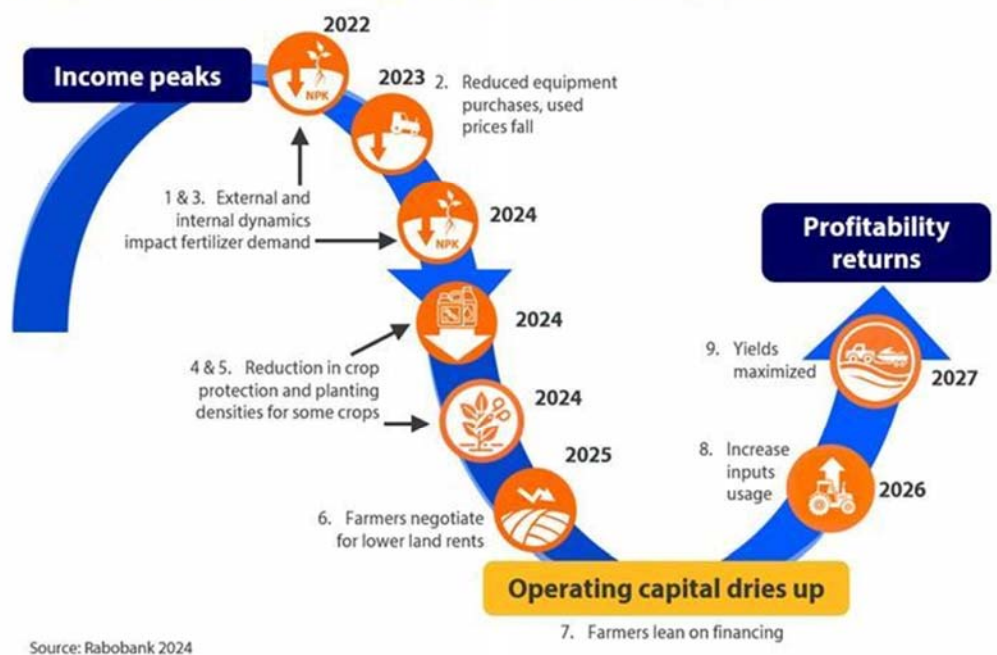 Income peaks
2022
NPK
2023
2. Reduced equipment
purchases, used
prices fall
1 & 3. External and
internal dynamics
impact fertilizer demand
2024
NPK
2024
4 & 5. Reduction in crop
protection and planting
densities for some crops
2024
2025
6. Farmers negotiate
for lower land rents
Operating capital dries up
7. Farmers lean on financing
8. Increase
inputs
usage
2026
9. Yields
maximized
2027
Profitability
returns
Source: Rabobank 2024